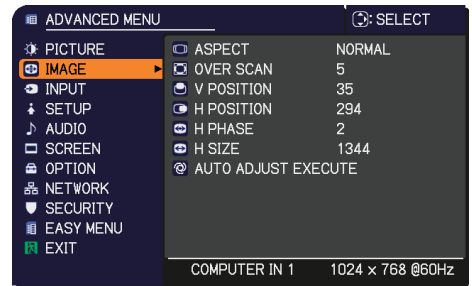 ADVANCED MENU : SELECT
PICTURE
IMAGE
INPUT
SETUP
AUDIO
SCREEN
OPTION
NETWORK
SECURITY
EASY MENU
EXIT
ASPECT NORMAL
OVER SCAN 5
V POSITION 35
H POSITION 294
H PHASE 2
H SIZE 1344
AUTO ADJUST EXECUTE
COMPUTER IN 1 1024 x 768 @60Hz